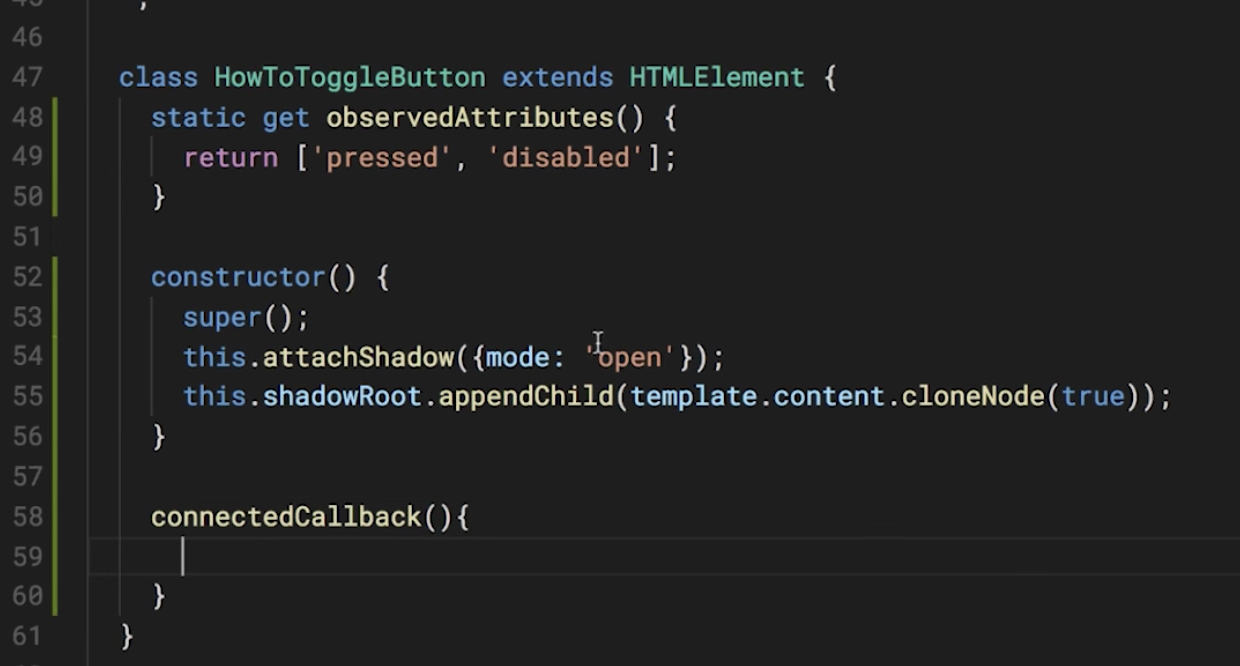 46
47 class HowToToggleButton extends HTMLElement {
48 static get observedAttributes() {
49 return ['pressed', 'disabled'];
50 }
51
52 constructor() {
53 super();
54 this.attachShadow({mode: 'open'});
55 this.shadowRoot.appendChild(template.content.cloneNode(true));
56 }
57
58 connectedCallback(){
59
60 }
61 }